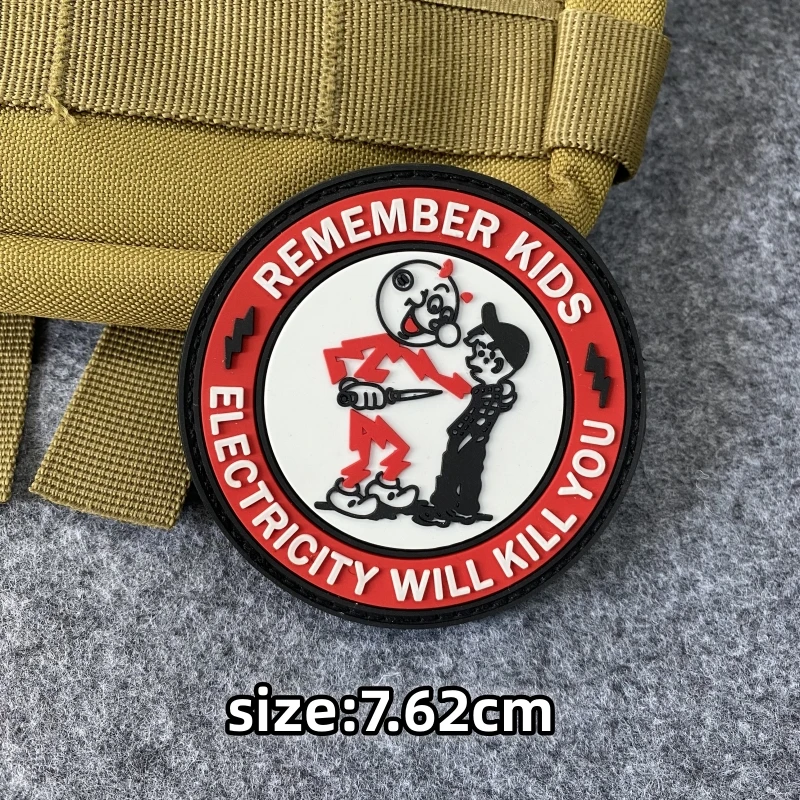 REMEMBER KIDS
ELECTRICITY WILL KILL YOU
size:7.62cm